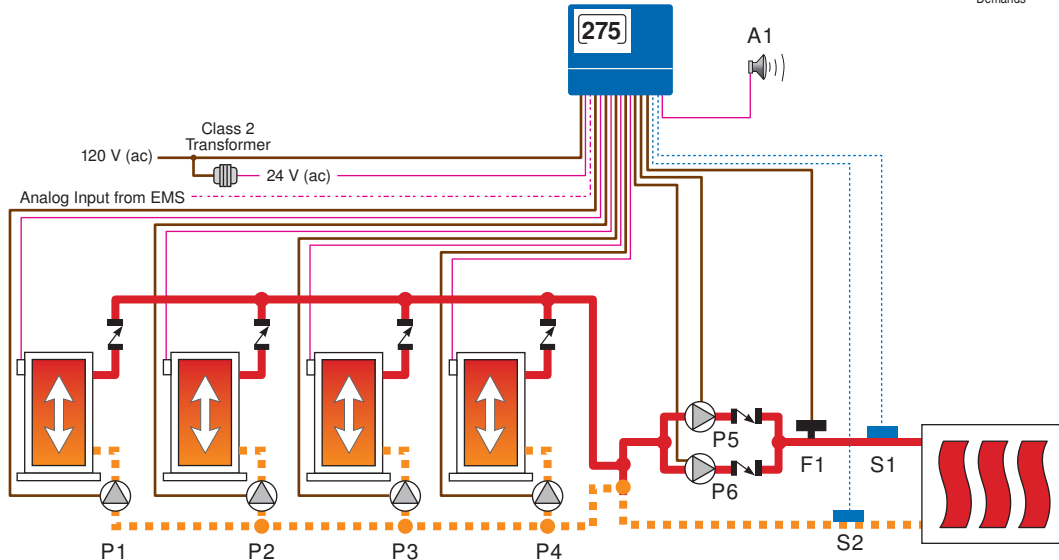 Demands
275
A1
Class 2
Transformer
120 V (ac)
24 V (ac)
Analog Input from EMS
P5
P6
F1
S1
S2
P1
P2
P3
P4